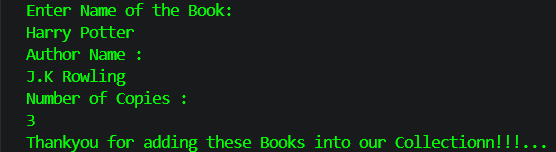 Enter Name of the Book:
Harry Potter
Author Name :
J.K Rowling
Number of Copies :
3
Thankyou for adding these Books into our Collectionn!!!...